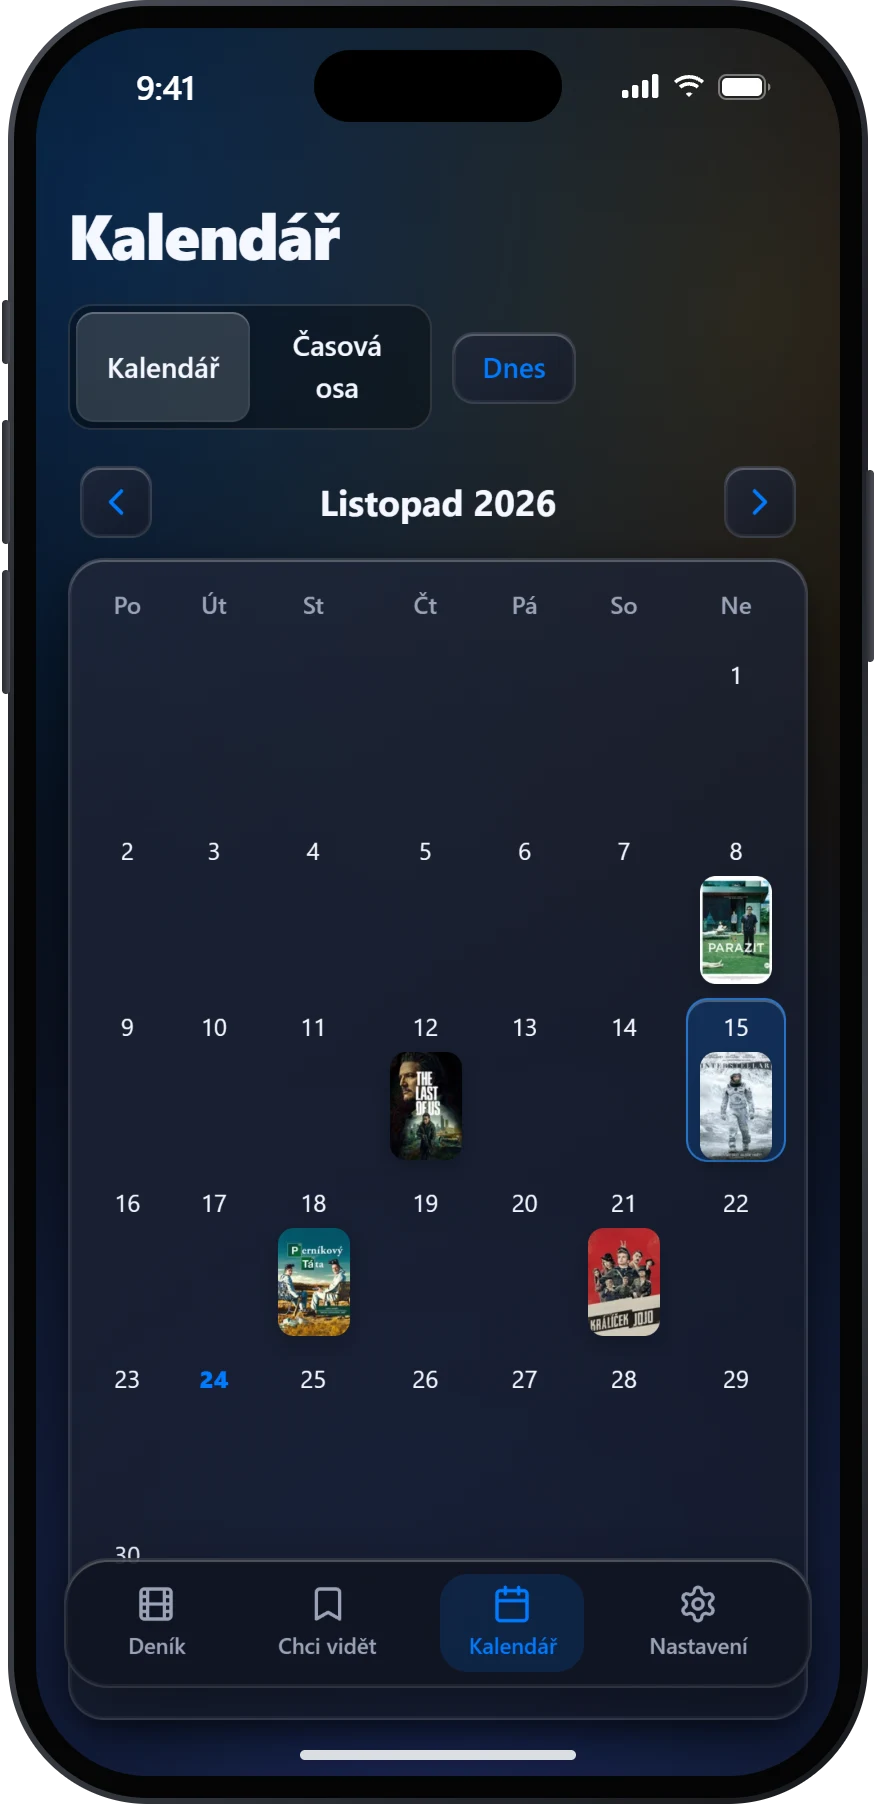 9:41
Kalendář
Kalendář
Časová
osa
Dnes
Listopad 2026
Po Út St Čt Pá So Ne
1
2 3 4 5 6 7 8
PARAZIT
9 10 11 12 13 14 15
THE
LAST
OF US
INTERSTELLAR
16 17 18 19 20 21 22
Perníkový
Táta
KRÁLÍČEK JOJO
23 24 25 26 27 28 29
30
Deník Chci vidět Kalendář Nastavení